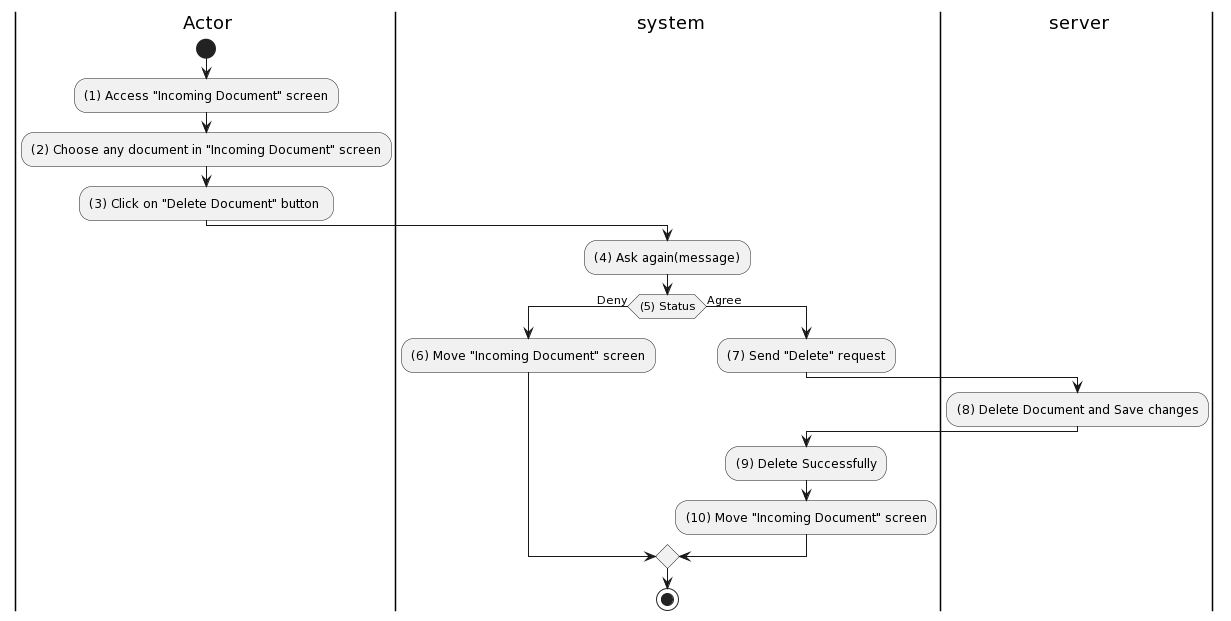 Actor
system
server
(1) Access "Incoming Document" screen
(2) Choose any document in "Incoming Document" screen
(3) Click on "Delete Document" button
(4) Ask again(message)
Deny
(5) Status
Agree
(6) Move "Incoming Document" screen
(7) Send "Delete" request
(8) Delete Document and Save changes
(9) Delete Successfully
(10) Move "Incoming Document" screen